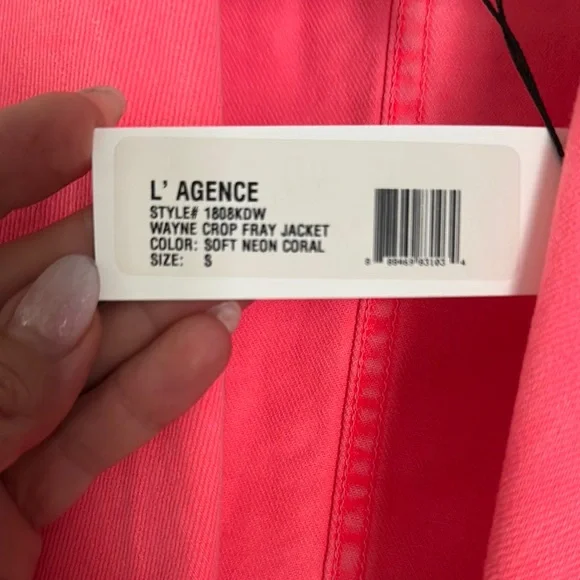 L' AGENCE
STYLE# 1808KDW
WAYNE CROP FRAY JACKET
COLOR: SOFT NEON CORAL
SIZE: S